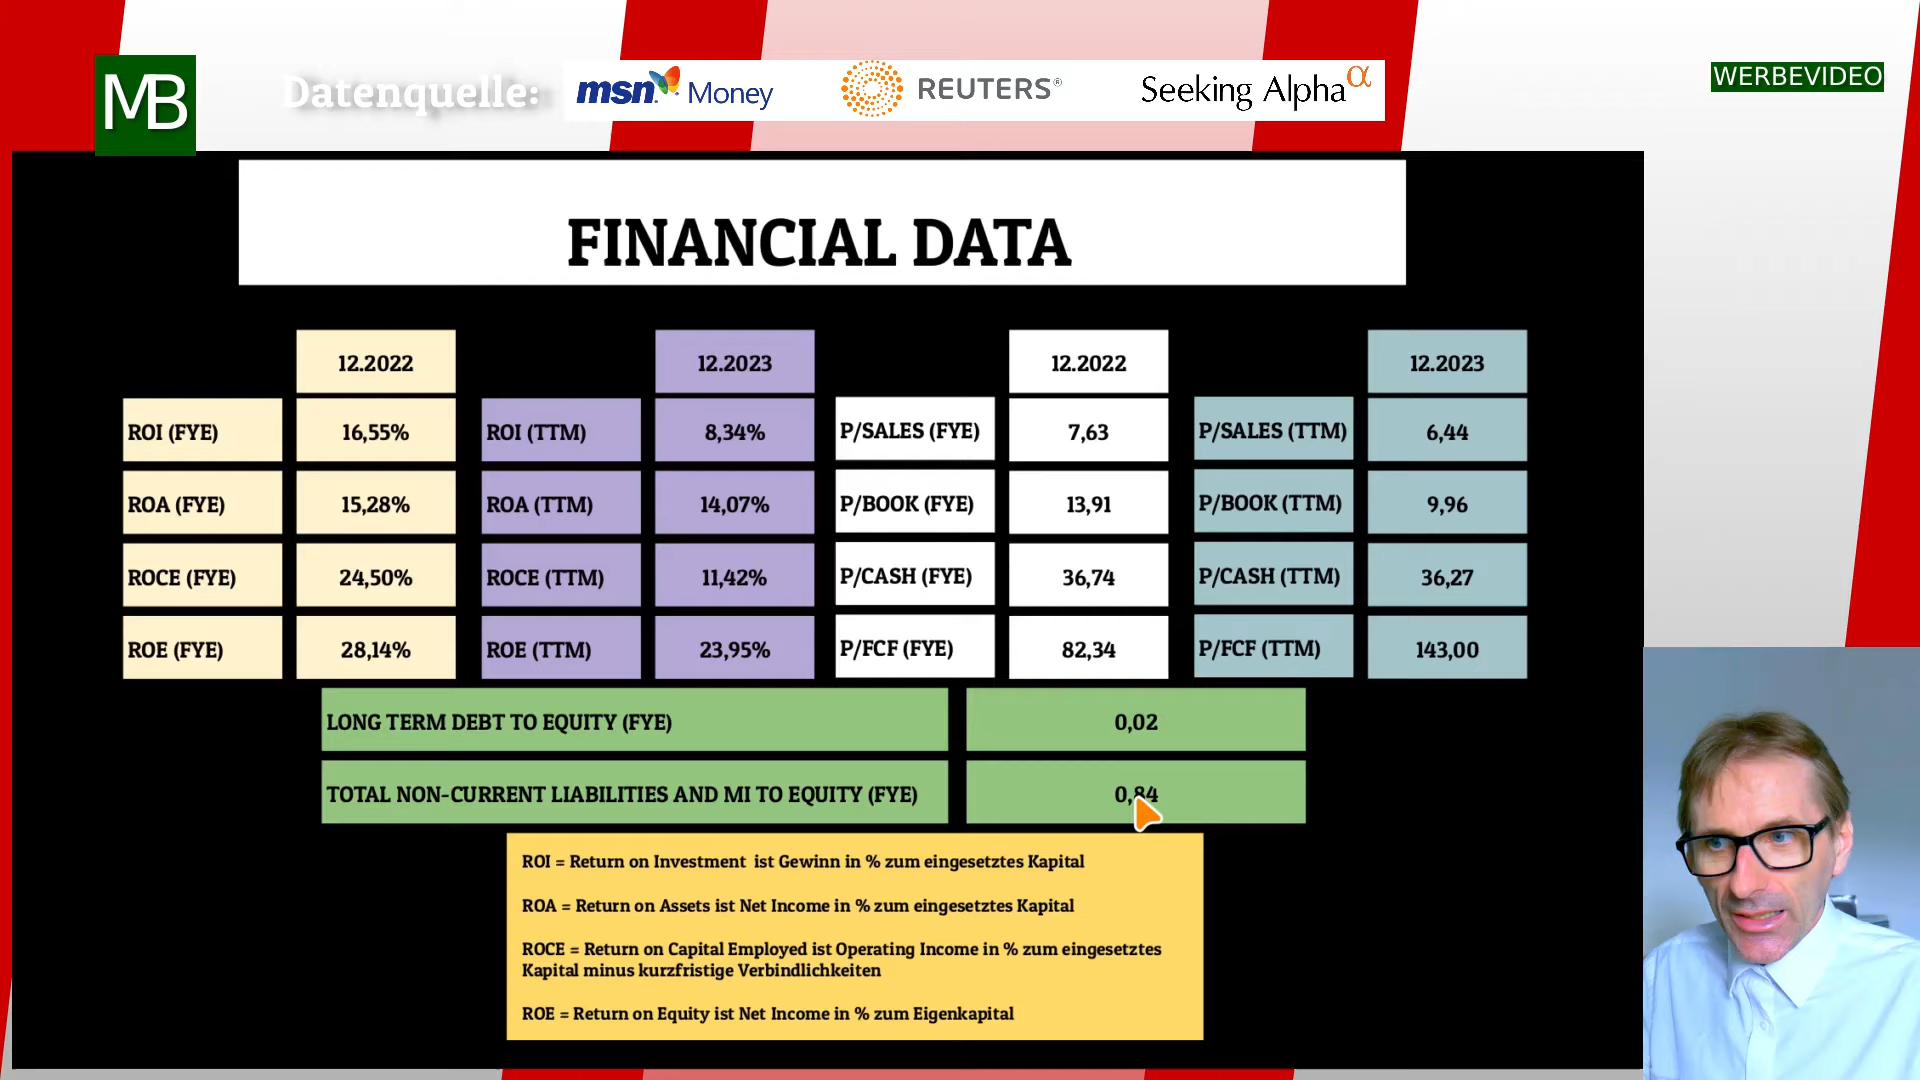 MB
Datenquelle:
msn Money
REUTERS®
Seeking Alpha α
WERBEVIDEO
FINANCIAL DATA
12.2022 12.2023 12.2022 12.2023
ROI (FYE) 16,55% ROI (TTM) 8,34% P/SALES (FYE) 7,63 P/SALES (TTM) 6,44
ROA (FYE) 15,28% ROA (TTM) 14,07% P/BOOK (FYE) 13,91 P/BOOK (TTM) 9,96
ROCE (FYE) 24,50% ROCE (TTM) 11,42% P/CASH (FYE) 36,74 P/CASH (TTM) 36,27
ROE (FYE) 28,14% ROE (TTM) 23,95% P/FCF (FYE) 82,34 P/FCF (TTM) 143,00
LONG TERM DEBT TO EQUITY (FYE) 0,02
TOTAL NON-CURRENT LIABILITIES AND MI TO EQUITY (FYE) 0,84
ROI = Return on Investment ist Gewinn in % zum eingesetztes Kapital
ROA = Return on Assets ist Net Income in % zum eingesetztes Kapital
ROCE = Return on Capital Employed ist Operating Income in % zum eingesetztes
Kapital minus kurzfristige Verbindlichkeiten
ROE = Return on Equity ist Net Income in % zum Eigenkapital